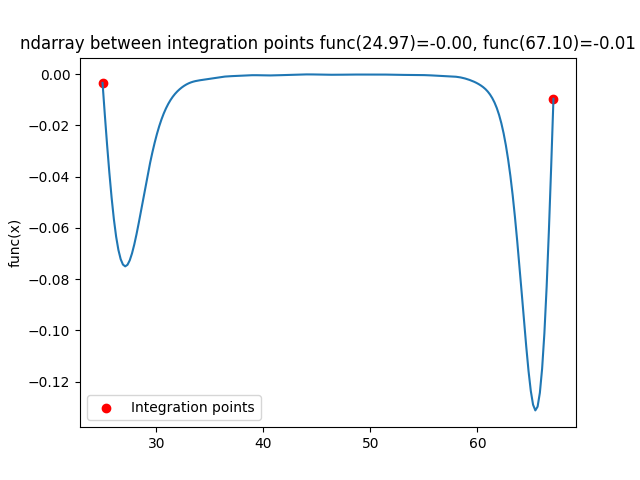 ndarray between integration points func(24.97)=-0.00, func(67.10)=-0.01
0.00
−0.02
−0.04
−0.06
−0.08
−0.10
−0.12
func(x)
Integration points
30 40 50 60